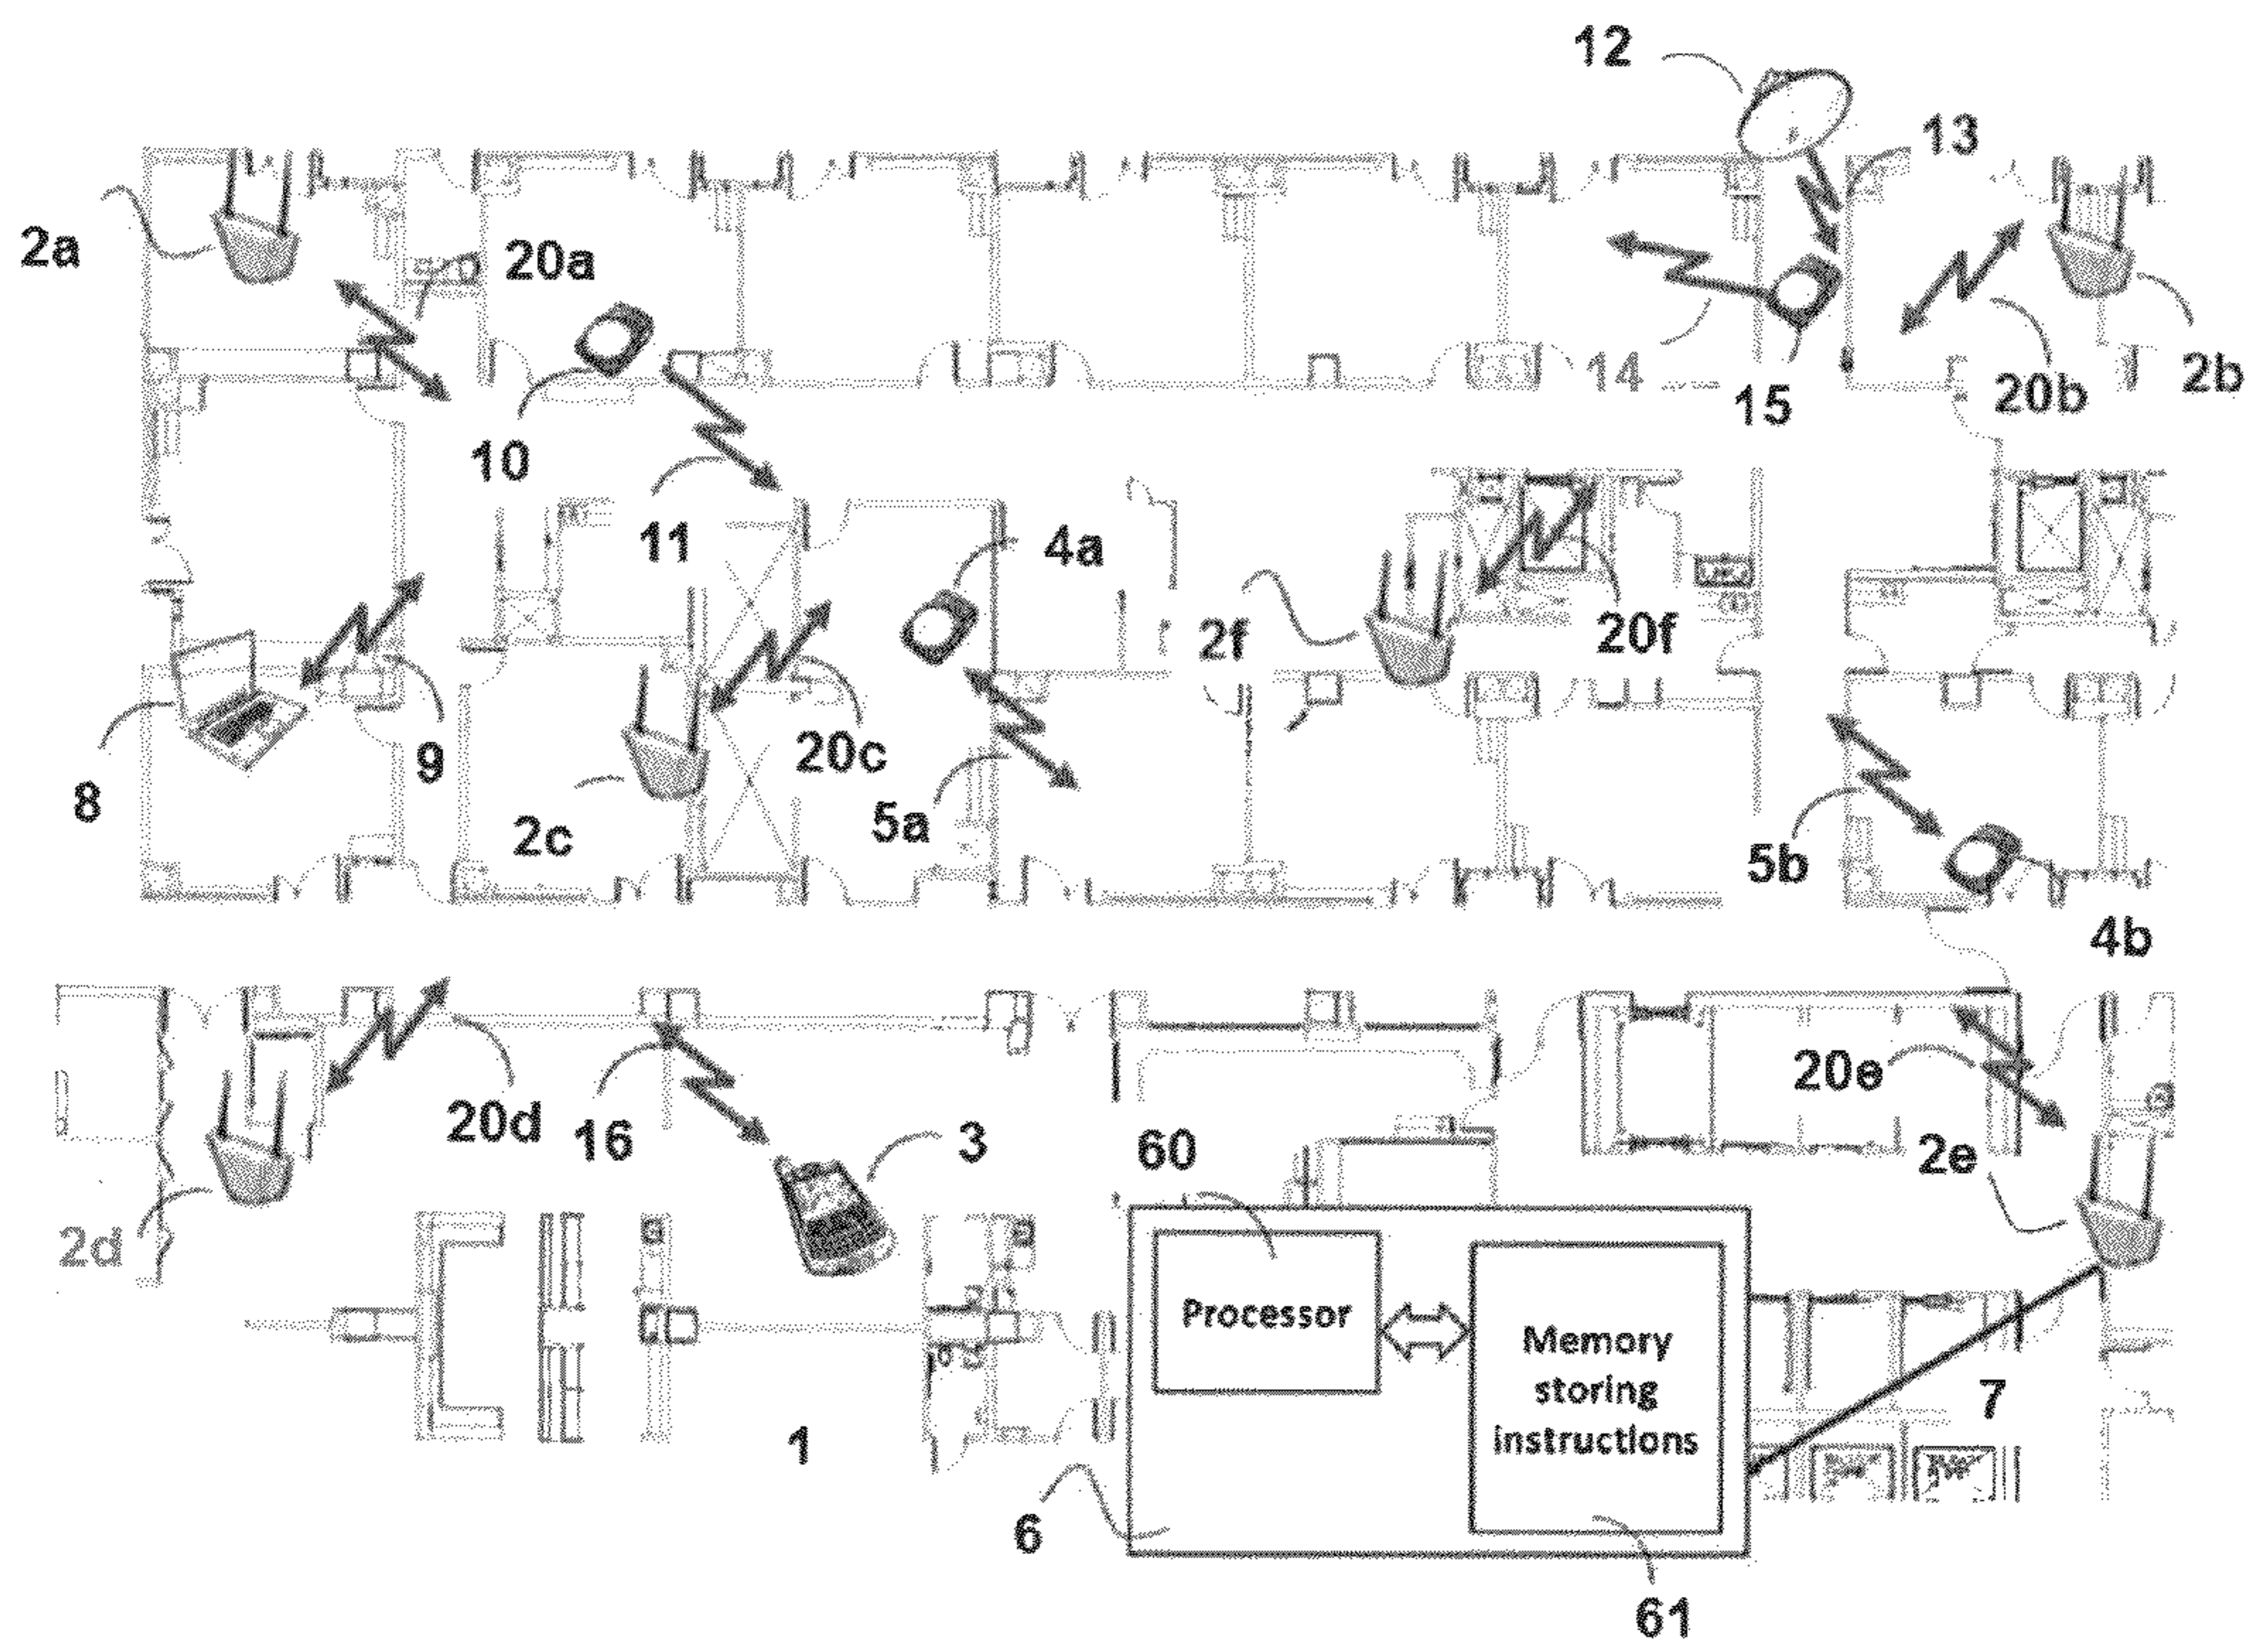 12
13
2a
20a
14
15
20b
2b
10
11
4a
2f
20f
8
9
20c
2c
5a
5b
4b
20d
16
3
60
20e
2e
2d
Processor
Memory
storing
instructions
7
1
6
61